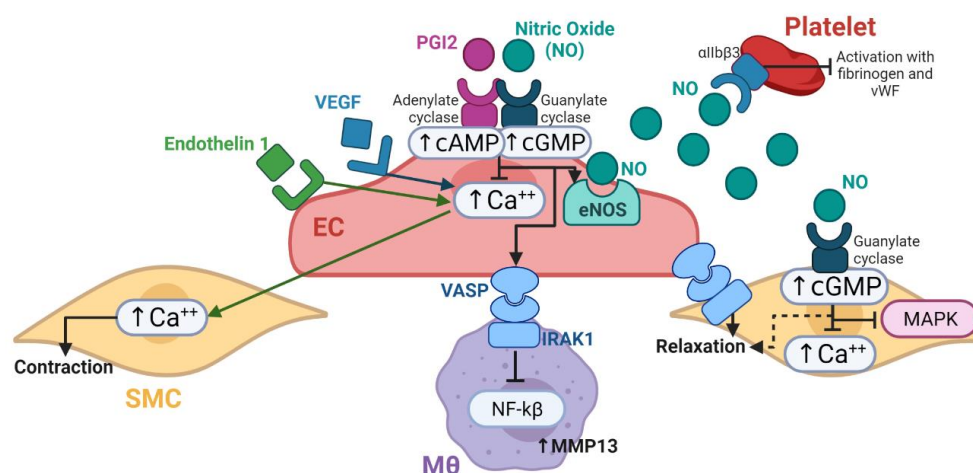 PGI2
Nitric Oxide
(NO)
Platelet
αIIbβ3
Activation with
fibrinogen and
vWF
NO
VEGF
Adenylate
cyclase
Guanylate
cyclase
Endothelin 1
↑cAMP
↑cGMP
NO
↑Ca⁺⁺
eNOS
NO
EC
Guanylate
cyclase
VASP
↑cGMP
MAPK
↑Ca⁺⁺
IRAK1
Relaxation
↑Ca⁺⁺
Contraction
SMC
NF-kβ
↑MMP13
Mθ